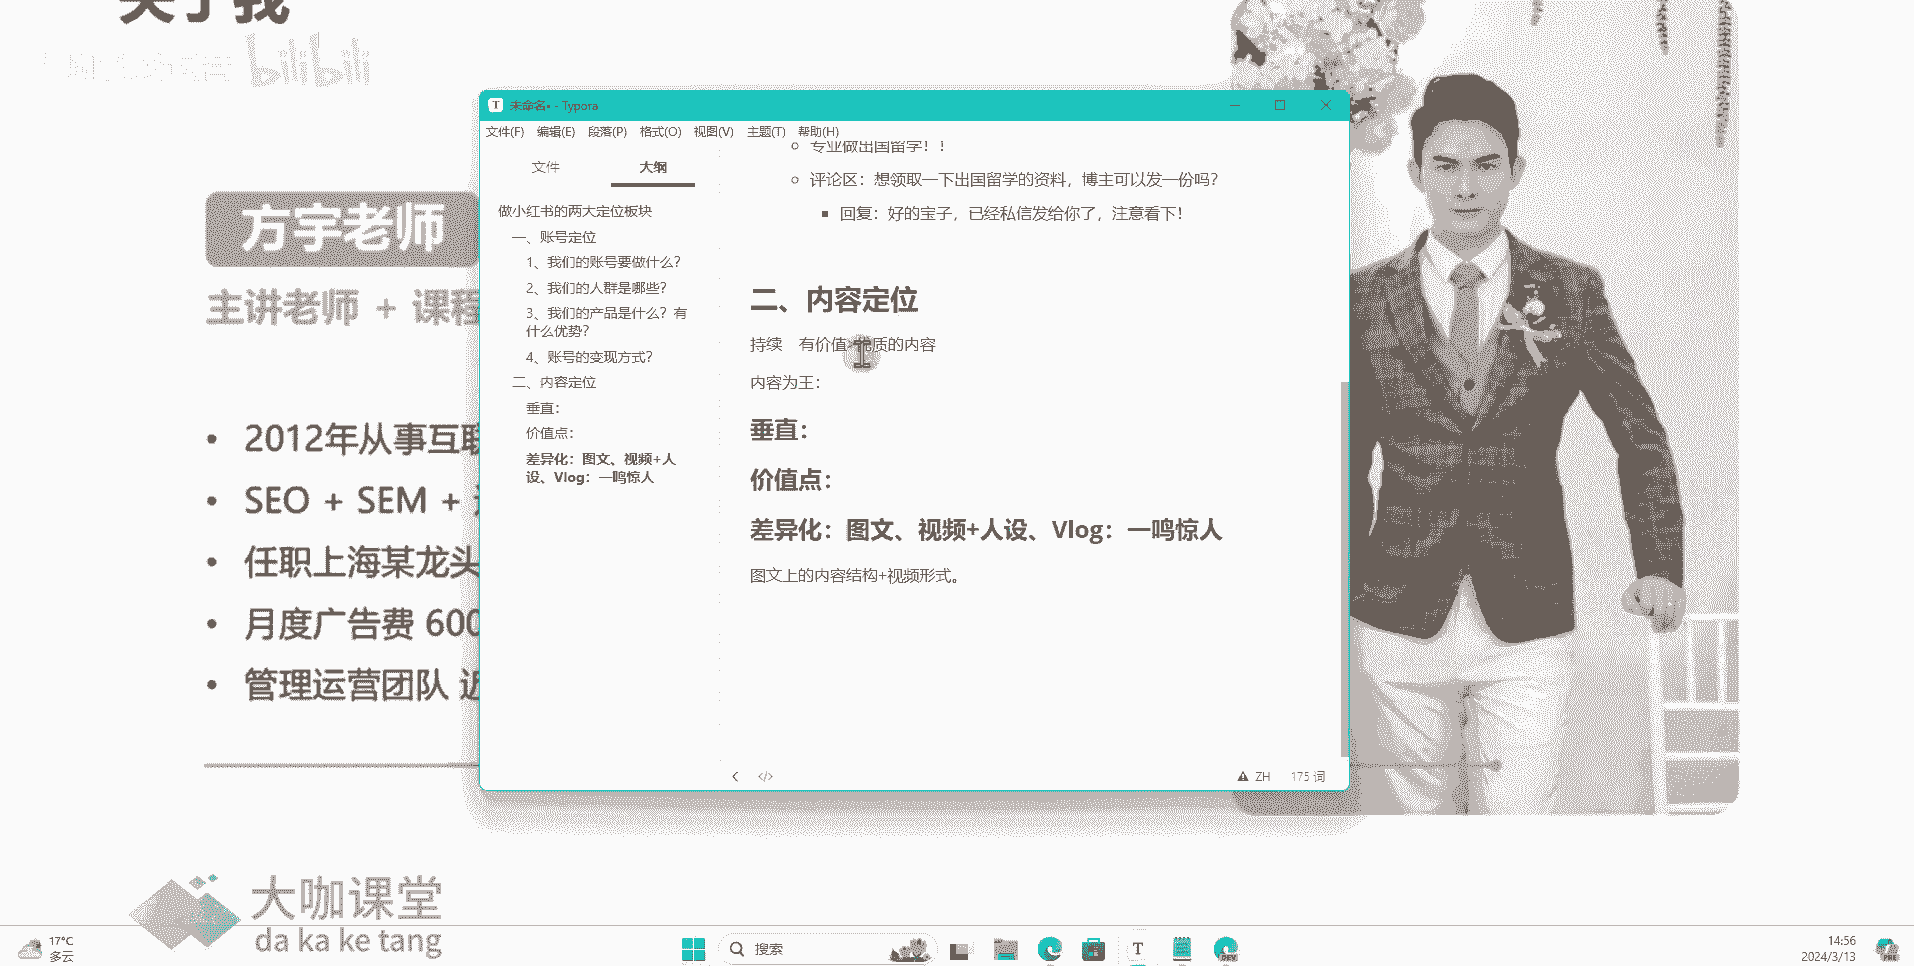 关于我
bilibili
未命名• - Typora
文件(F) 编辑(E) 段落(P) 格式(O) 视图(V) 主题(T) 帮助(H)
文件 大纲
做小红书的两大定位板块
一、账号定位
1、我们的账号要做什么？
2、我们的人群是哪些？
3、我们的产品是什么？有
什么优势？
4、账号的变现方式？
二、内容定位
垂直：
价值点：
差异化：图文、视频+人
设、Vlog：一鸣惊人
专业做出国留学！！
评论区：想领取一下出国留学的资料，博主可以发一份吗？
回复：好的宝子，已经私信发给你了，注意看下！
二、内容定位
持续 有价值 优质的内容
内容为王：
垂直：
价值点：
差异化：图文、视频+人设、Vlog：一鸣惊人
图文上的内容结构+视频形式。
ZH 175 词
方宇老师
主讲老师 + 课程
2012年从事互联
SEO + SEM +
任职上海某龙头
月度广告费 600
管理运营团队 近
大咖课堂
da ka ke tang
17°C
多云
搜索
T
DEV
14:56
2024/3/13
PRE